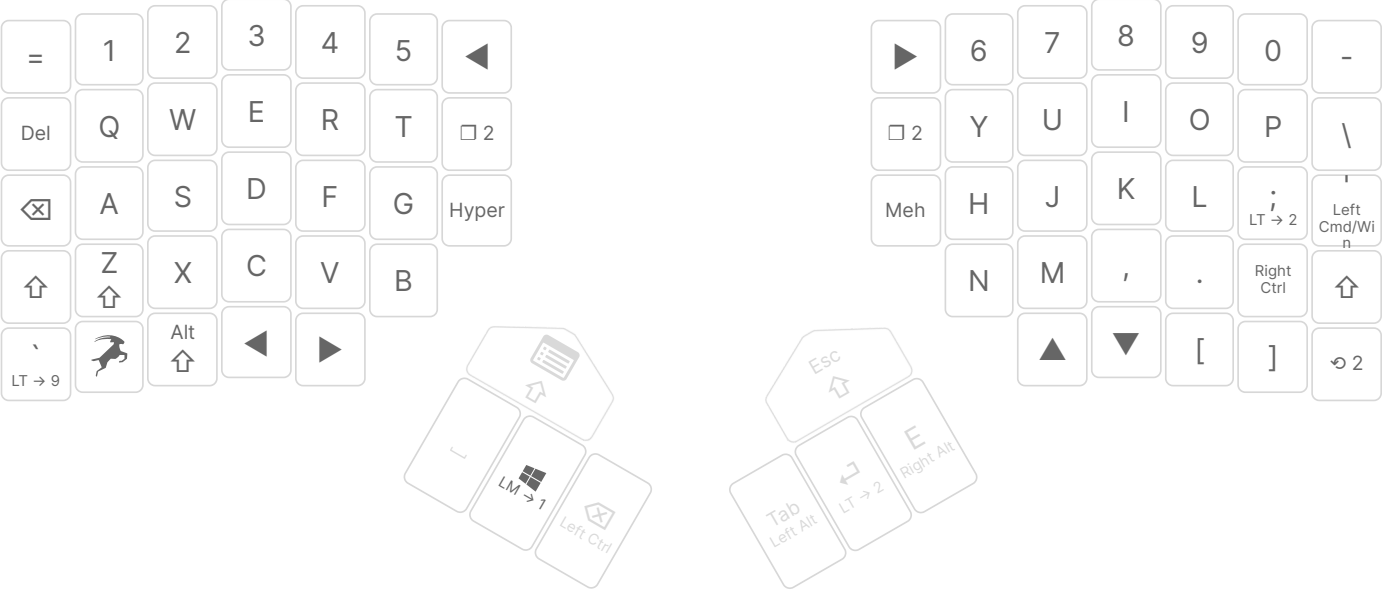 = 1 2 3 4 5 ◀ ▶ 6 7 8 9 0 -
Del Q W E R T ❐ 2 ❐ 2 Y U I O P \
⌫ A S D F G Hyper Meh H J K L ; '
LT → 2
Left
Cmd/Wi
n
⇧ Z X C V B N M , . Right
Ctrl ⇧
⇧
` Alt ◀ ▶ ▲ ▼ [ ] ⟲ 2
LT → 9 ⇧
⇧
Esc
⇧
⎵
LM → 1
⌫
Left Ctrl
Tab
Left Alt
↵
LT → 2
E
Right Alt